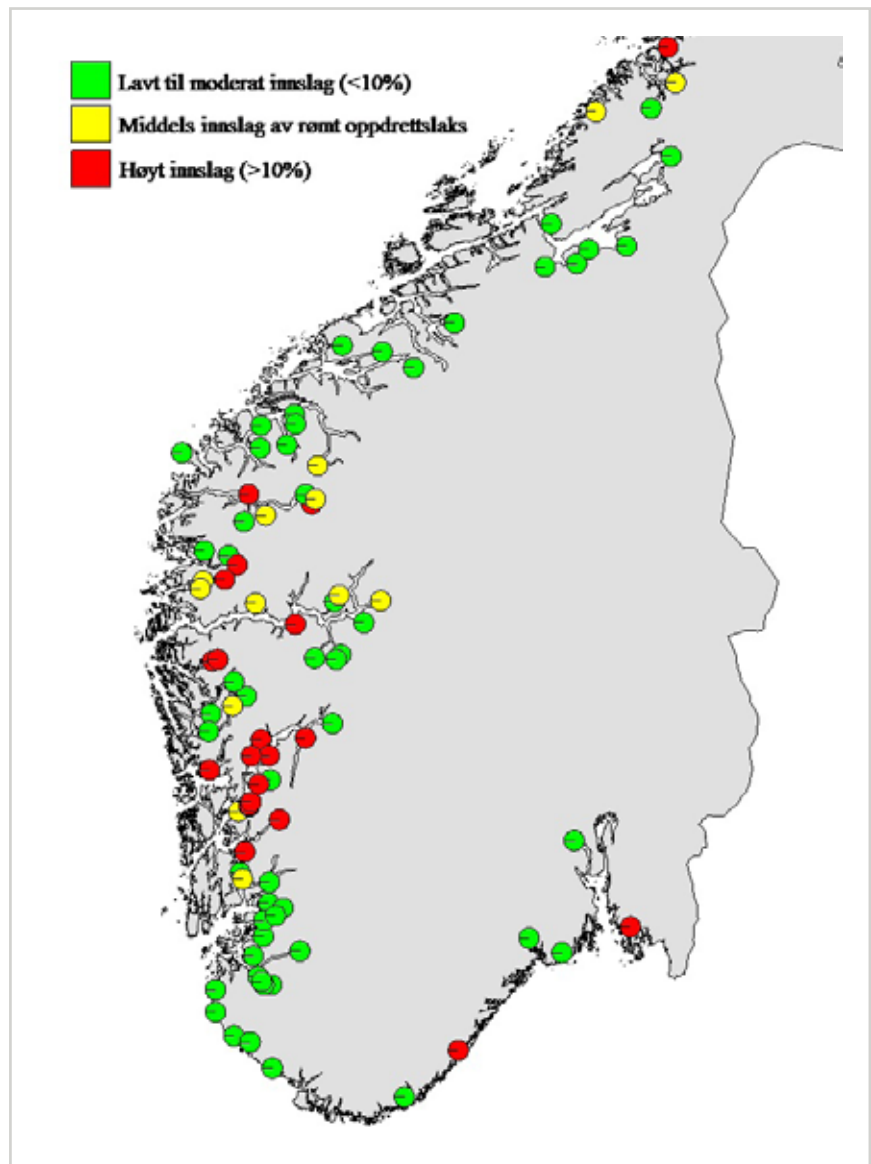 Lavt til moderat innslag (<10%)
Middels innslag av rømt oppdrettslaks
Høyt innslag (>10%)